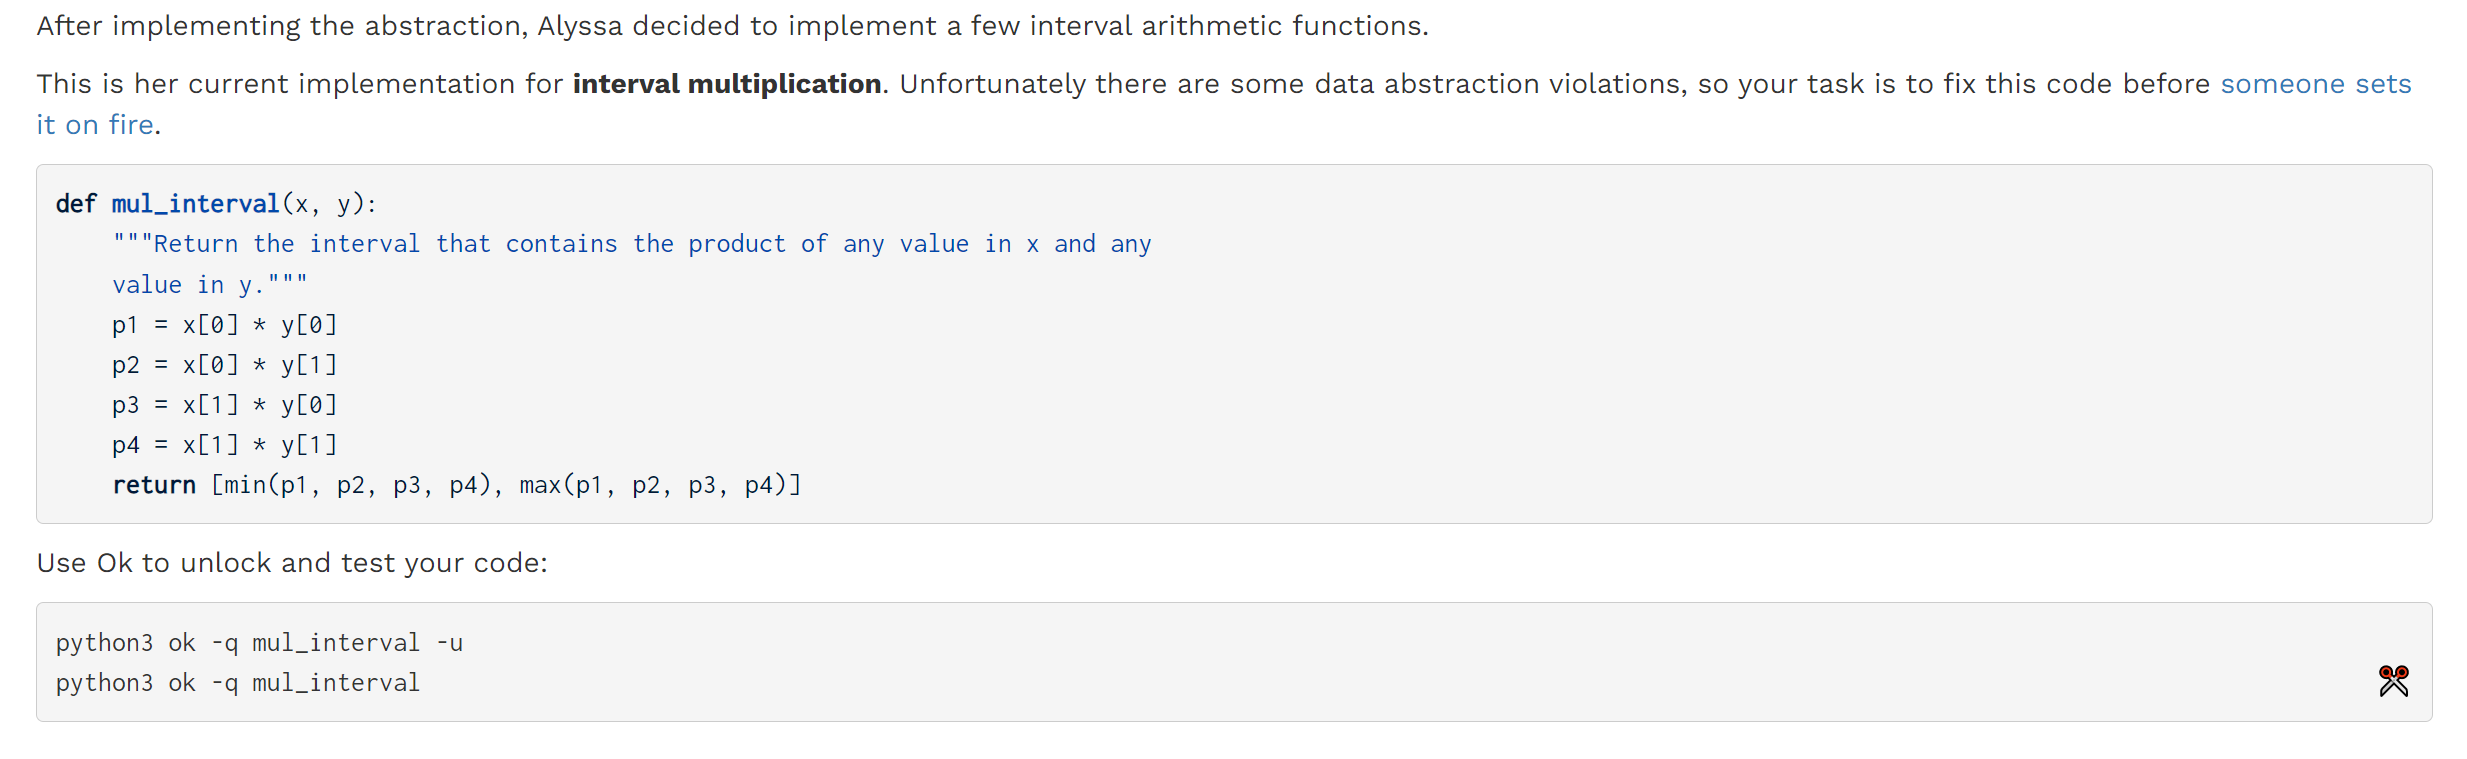 After implementing the abstraction, Alyssa decided to implement a few interval arithmetic functions.
This is her current implementation for interval multiplication. Unfortunately there are some data abstraction violations, so your task is to fix this code before someone sets
it on fire.
def mul_interval(x, y):
    """Return the interval that contains the product of any value in x and any
    value in y."""
    p1 = x[0] * y[0]
    p2 = x[0] * y[1]
    p3 = x[1] * y[0]
    p4 = x[1] * y[1]
    return [min(p1, p2, p3, p4), max(p1, p2, p3, p4)]
Use Ok to unlock and test your code:
python3 ok -q mul_interval -u
python3 ok -q mul_interval